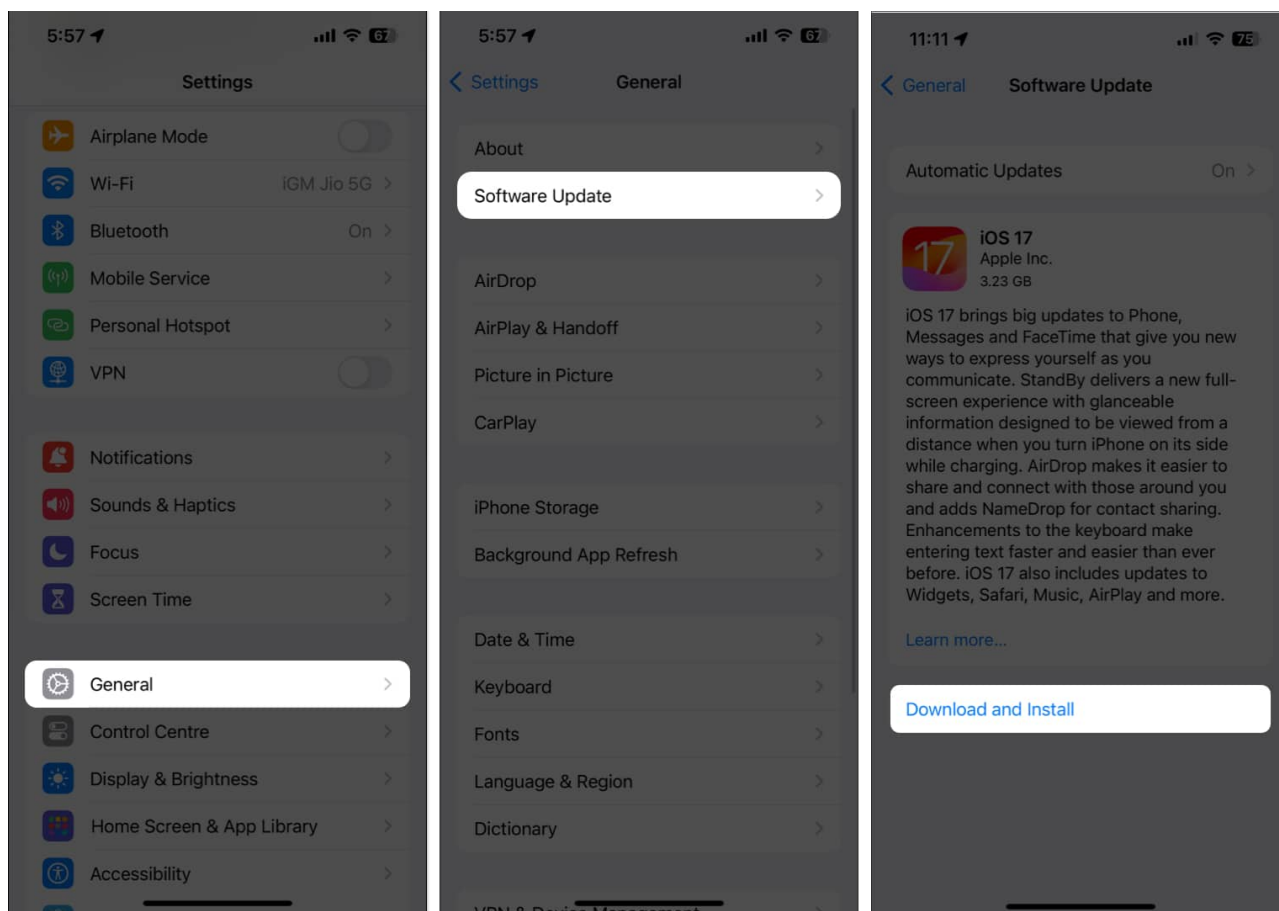 5:57
67
Settings
Airplane Mode
Wi-Fi iGM Jio 5G
Bluetooth On
Mobile Service
Personal Hotspot
VPN
Notifications
Sounds & Haptics
Focus
Screen Time
General
Control Centre
Display & Brightness
Home Screen & App Library
Accessibility
5:57
67
Settings General
About
Software Update
AirDrop
AirPlay & Handoff
Picture in Picture
CarPlay
iPhone Storage
Background App Refresh
Date & Time
Keyboard
Fonts
Language & Region
Dictionary
VPN & Device Management
11:11
75
General Software Update
Automatic Updates On
17
iOS 17
Apple Inc.
3.23 GB
iOS 17 brings big updates to Phone,
Messages and FaceTime that give you new
ways to express yourself as you
communicate. StandBy delivers a new full-
screen experience with glanceable
information designed to be viewed from a
distance when you turn iPhone on its side
while charging. AirDrop makes it easier to
share and connect with those around you
and adds NameDrop for contact sharing.
Enhancements to the keyboard make
entering text faster and easier than ever
before. iOS 17 also includes updates to
Widgets, Safari, Music, AirPlay and more.
Learn more...
Download and Install